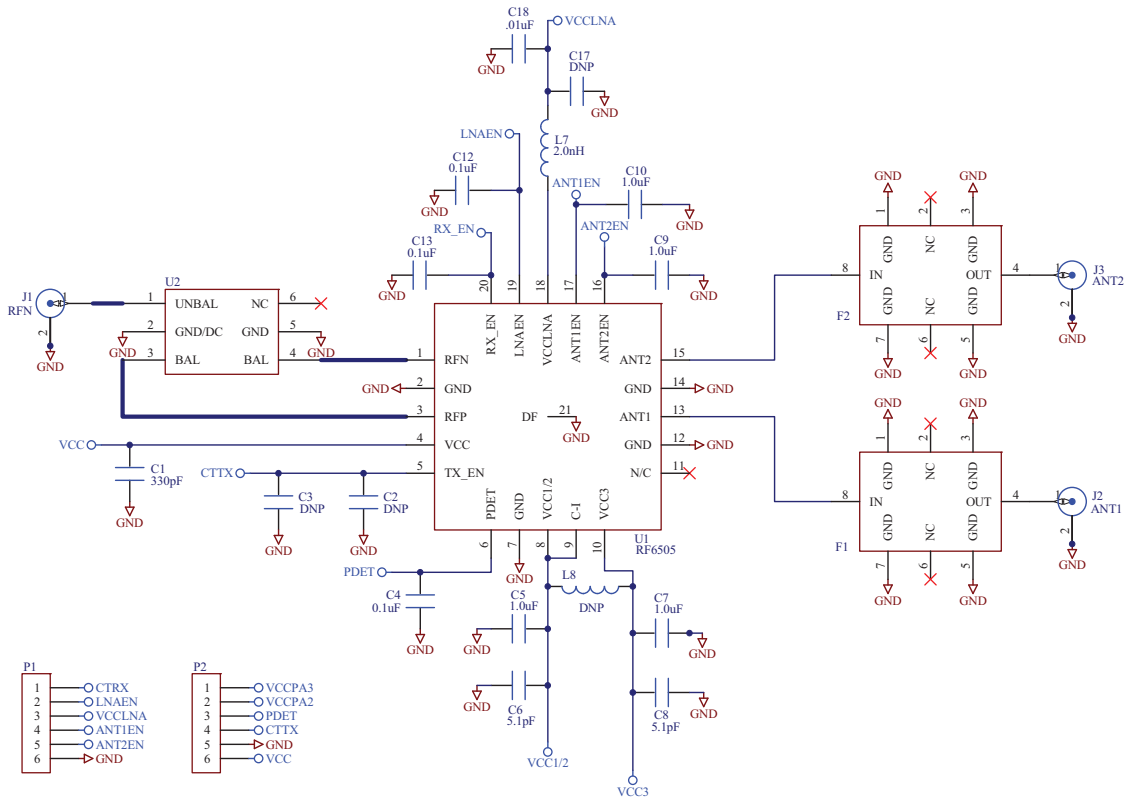 C18
.01uF
VCCLNA
GND
C17
DNP
GND
LNAEN
L7
2.0nH
C12
0.1uF
GND
C10
1.0uF
ANT1EN
GND
ANT2EN
RX_EN
C13
0.1uF
GND
C9
1.0uF
GND
20
19
18
17
16
RX_EN
LNAEN
VCCLNA
ANT1EN
ANT2EN
J1
RFN
1
2
GND
U2
1
UNBAL
NC
6
2
GND/DC
GND
5
GND
GND
3
BAL
BAL
4
1
RFN
ANT2
15
GND
2
GND
GND
14
GND
3
RFP
DF
21
GND
ANT1
13
VCC
4
VCC
GND
12
GND
C1
330pF
GND
CTTX
5
TX_EN
N/C
11
C3
DNP
GND
C2
DNP
GND
PDET
GND
VCC1/2
C-I
VCC3
6
7
8
9
10
U1
RF6505
GND
PDET
C4
0.1uF
GND
L8
DNP
C5
1.0uF
GND
C7
1.0uF
GND
C6
5.1pF
GND
C8
5.1pF
GND
VCC1/2
VCC3
GND
GND
1
2
3
GND
NC
GND
8
IN
OUT
4
1
J3
ANT2
2
GND
GND
NC
GND
F2
7
6
5
GND
GND
GND
GND
1
2
3
GND
NC
GND
8
IN
OUT
4
1
J2
ANT1
2
GND
GND
NC
GND
F1
7
6
5
GND
GND
P1
1
CTRX
2
LNAEN
3
VCCLNA
4
ANT1EN
5
ANT2EN
6
GND
P2
1
VCCPA3
2
VCCPA2
3
PDET
4
CTTX
5
GND
6
VCC